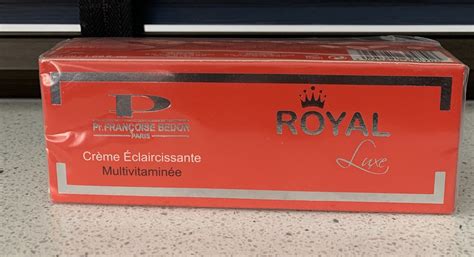 P
Pr.FRANÇOISE BEDON
PARIS
Crème Éclaircissante
Multivitaminée
ROYAL
Luxe